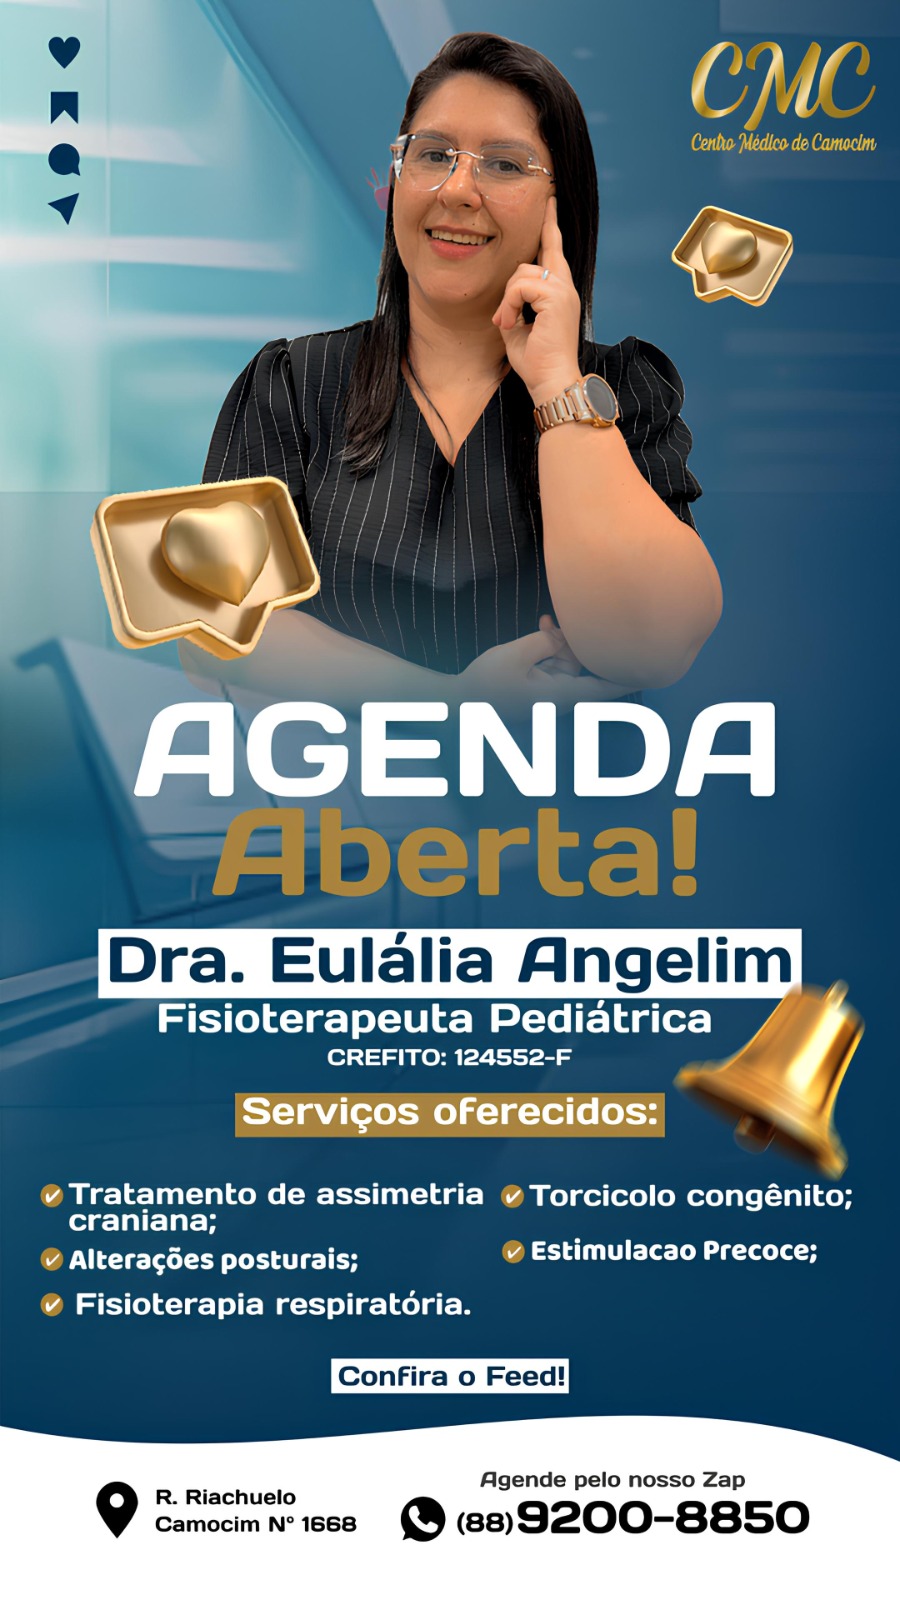 CMC
Centro Médico de Camocim
AGENDA
Aberta!
Dra. Eulália Angelim
Fisioterapeuta Pediátrica
CREFITO: 124552-F
Serviços oferecidos:
Tratamento de assimetria
craniana;
Alterações posturais;
Fisioterapia respiratória.
Torcicolo congênito;
Estimulacao Precoce;
Confira o Feed!
R. Riachuelo
Camocim Nº 1668
Agende pelo nosso Zap
(88) 9200-8850